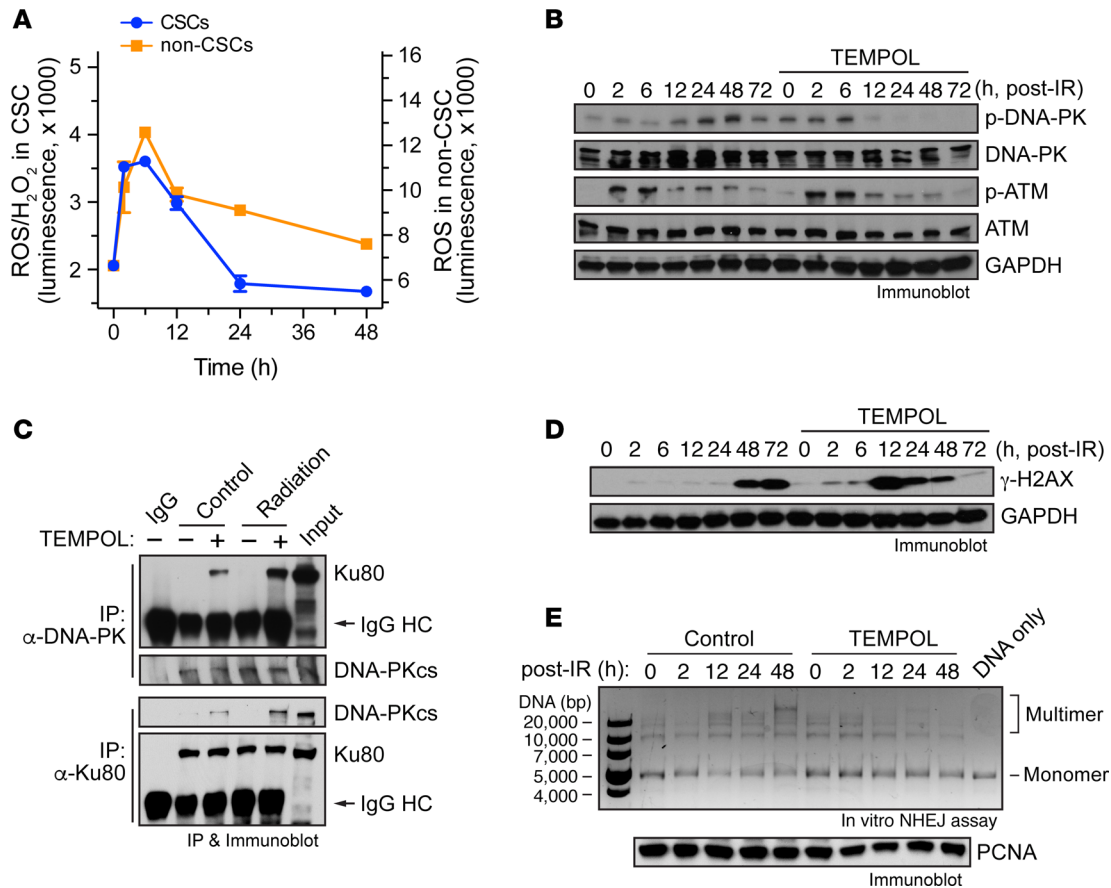 A
CSCs
non-CSCs
ROS/H2O2 in CSC
(luminescence, x 1000)
5
4
3
2
16
14
12
10
8
6
ROS in non-CSC
(luminescence, x 1000)
0 12 24 36 48
Time (h)
B
TEMPOL
0 2 6 12 24 48 72 0 2 6 12 24 48 72 (h, post-IR)
p-DNA-PK
DNA-PK
p-ATM
ATM
GAPDH
Immunoblot
C
IgG Control Radiation Input
TEMPOL: – – + – +
IP:
α-DNA-PK
Ku80
IgG HC
DNA-PKcs
IP:
α-Ku80
DNA-PKcs
Ku80
IgG HC
IP & Immunoblot
D
TEMPOL
0 2 6 12 24 48 72 0 2 6 12 24 48 72 (h, post-IR)
γ-H2AX
GAPDH
Immunoblot
E
Control TEMPOL DNA only
post-IR (h): 0 2 12 24 48 0 2 12 24 48
DNA (bp)
20,000
10,000
7,000
5,000
4,000
Multimer
Monomer
In vitro NHEJ assay
PCNA
Immunoblot